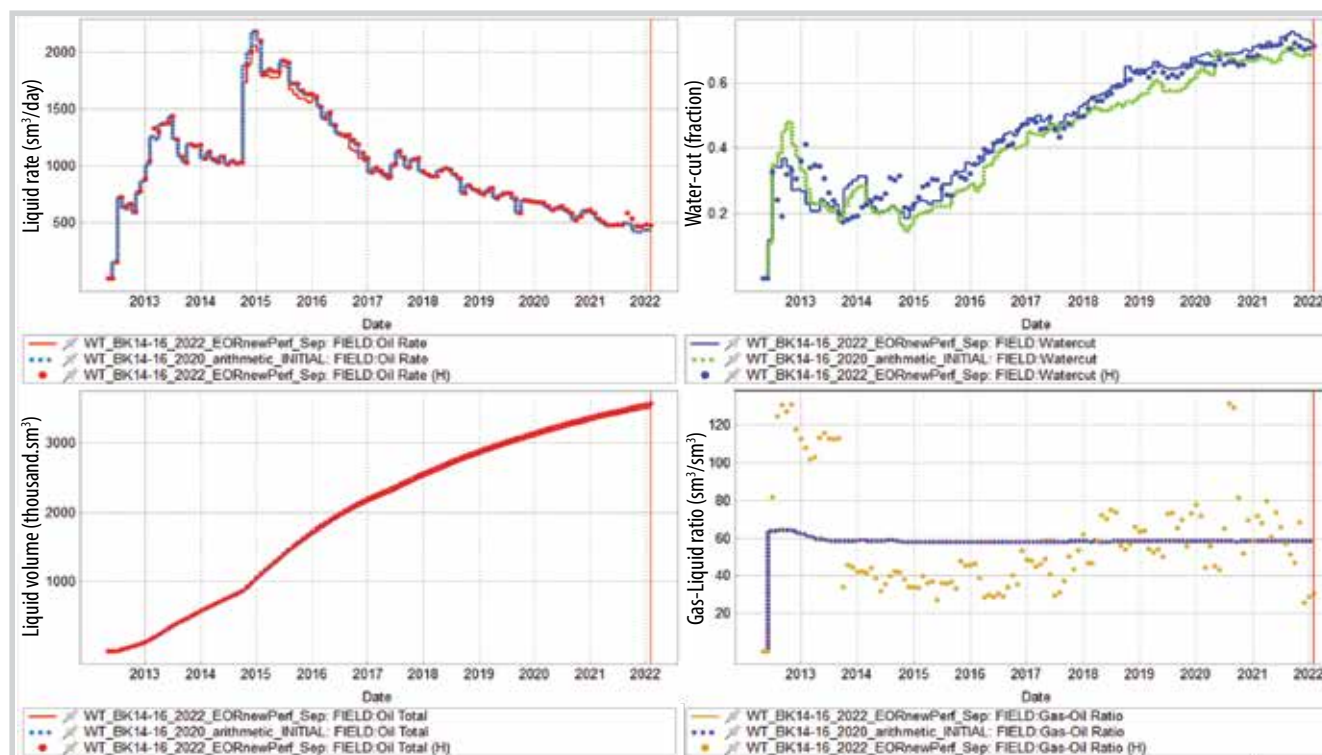 Liquid rate (sm³/day)
2000
1500
1000
500
2013 2014 2015 2016 2017 2018 2019 2020 2021 2022
Date
WT_BK14-16_2022_EORnewPerf_Sep: FIELD:Oil Rate
WT_BK14-16_2020_arithmetic_INITIAL: FIELD:Oil Rate
WT_BK14-16_2022_EORnewPerf_Sep: FIELD:Oil Rate (H)
Water-cut (fraction)
0.6
0.4
0.2
2013 2014 2015 2016 2017 2018 2019 2020 2021 2022
Date
WT_BK14-16_2022_EORnewPerf_Sep: FIELD:Watercut
WT_BK14-16_2020_arithmetic_INITIAL: FIELD:Watercut
WT_BK14-16_2022_EORnewPerf_Sep: FIELD:Watercut (H)
Liquid volume (thousand.sm³)
3000
2000
1000
2013 2014 2015 2016 2017 2018 2019 2020 2021 2022
Date
WT_BK14-16_2022_EORnewPerf_Sep: FIELD:Oil Total
WT_BK14-16_2020_arithmetic_INITIAL: FIELD:Oil Total
WT_BK14-16_2022_EORnewPerf_Sep: FIELD:Oil Total (H)
Gas-Liquid ratio (sm³/sm³)
120
100
80
60
40
20
2013 2014 2015 2016 2017 2018 2019 2020 2021 2022
Date
WT_BK14-16_2022_EORnewPerf_Sep: FIELD:Gas-Oil Ratio
WT_BK14-16_2020_arithmetic_INITIAL: FIELD:Gas-Oil Ratio
WT_BK14-16_2022_EORnewPerf_Sep: FIELD:Gas-Oil Ratio (H)